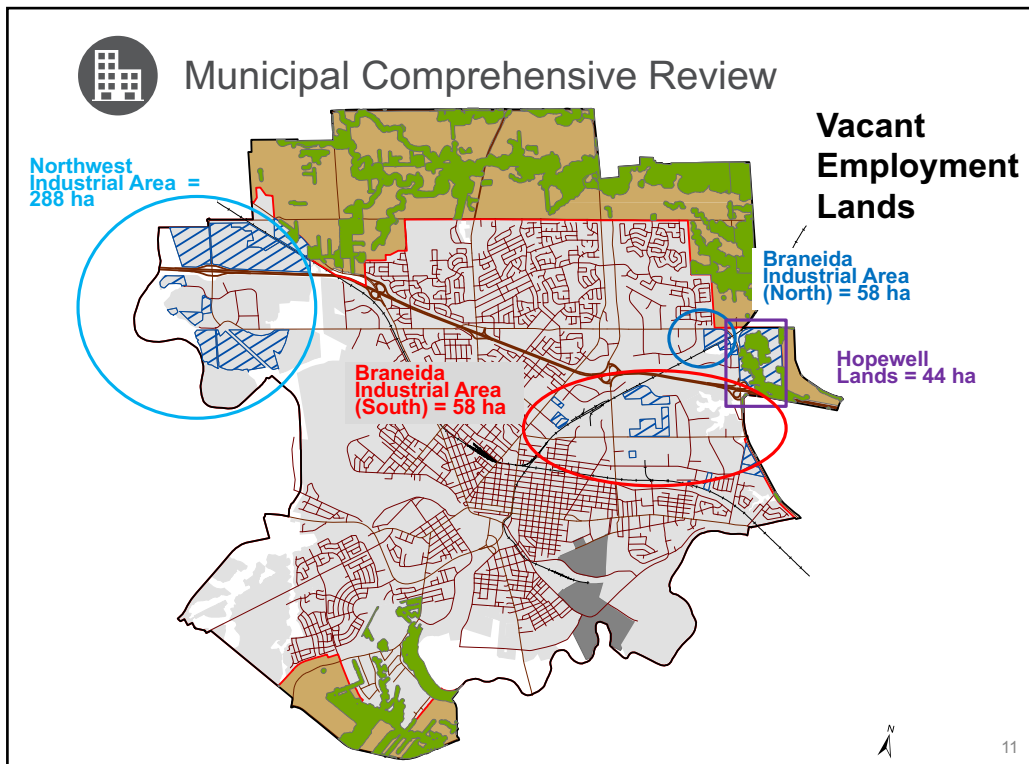 Municipal Comprehensive Review
Vacant
Employment
Lands
Northwest
Industrial Area =
288 ha
Braneida
Industrial Area
(North) = 58 ha
Hopewell
Lands = 44 ha
Braneida
Industrial Area
(South) = 58 ha
N
11